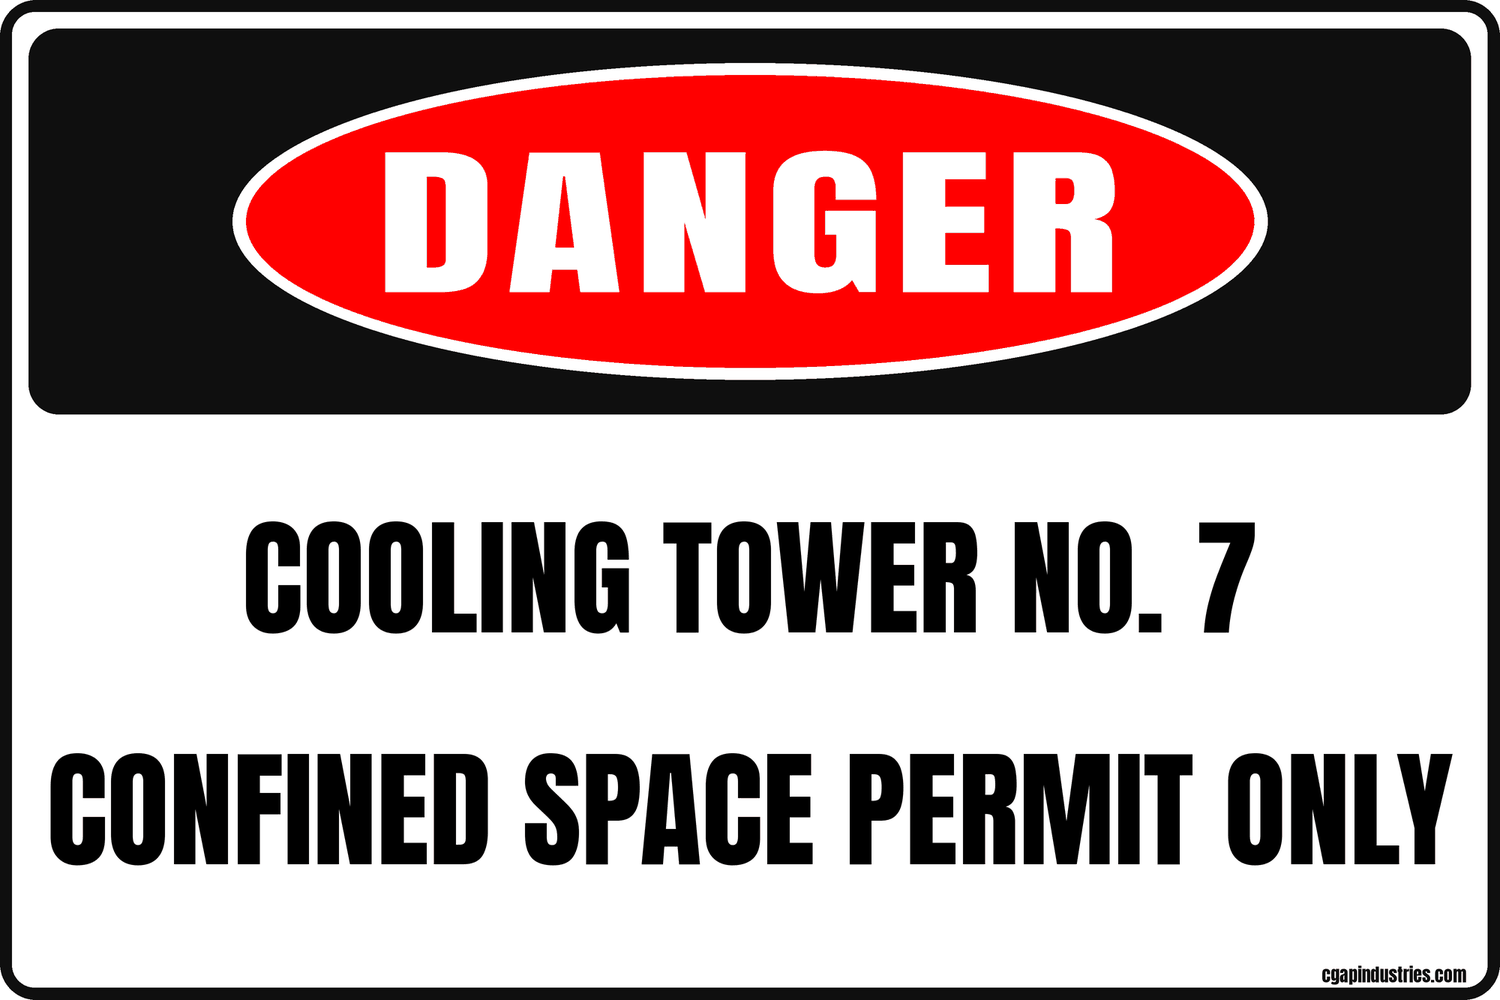 DANGER
COOLING TOWER NO. 7
CONFINED SPACE PERMIT ONLY
cgapindustries.com